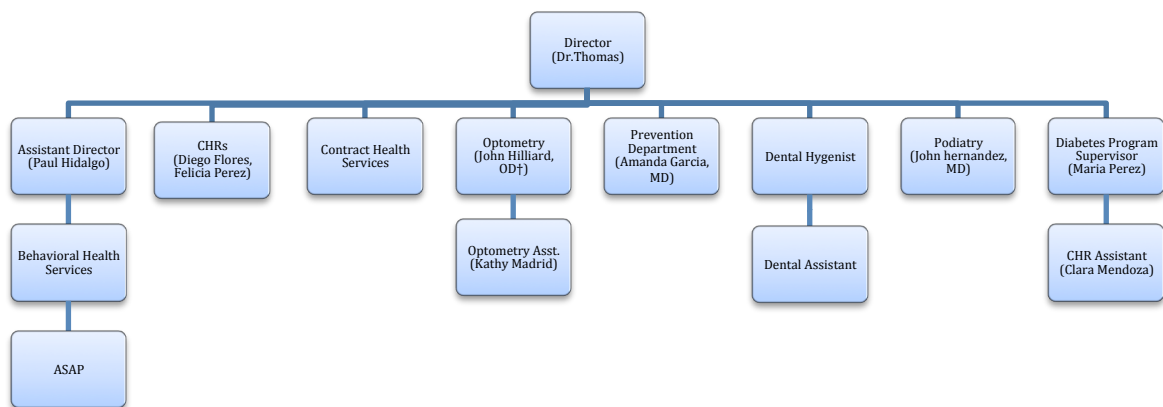 Director
(Dr.Thomas)
Assistant Director
(Paul Hidalgo)
CHRs
(Diego Flores,
Felicia Perez)
Contract Health
Services
Optometry
(John Hilliard,
OD†)
Prevention
Department
(Amanda Garcia,
MD)
Dental Hygenist
Podiatry
(John hernandez,
MD)
Diabetes Program
Supervisor
(Maria Perez)
Behavioral Health
Services
Optometry Asst.
(Kathy Madrid)
Dental Assistant
CHR Assistant
(Clara Mendoza)
ASAP